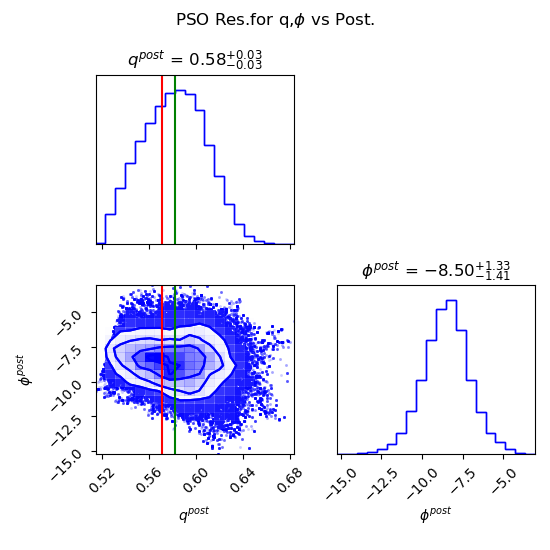 PSO Res.for q,ϕ vs Post.
q^{post} = 0.58^{+0.03}_{−0.03}
ϕ^{post} = −8.50^{+1.33}_{−1.41}
ϕ^{post}
−5.0
−7.5
−10.0
−12.5
−15.0
0.52 0.56 0.60 0.64 0.68
q^{post}
−15.0 −12.5 −10.0 −7.5 −5.0
ϕ^{post}